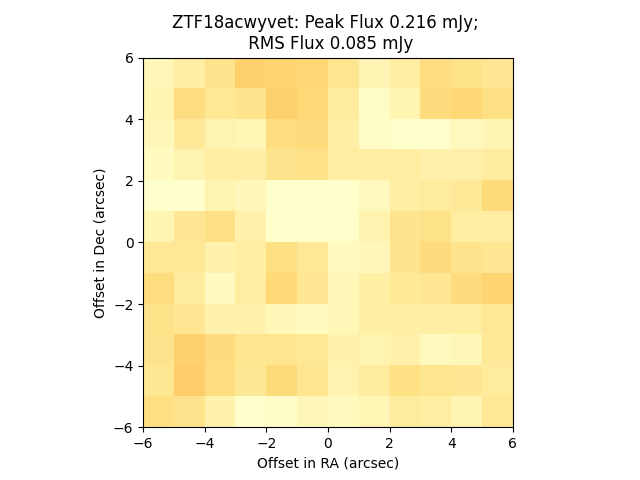 ZTF18acwyvet: Peak Flux 0.216 mJy;
RMS Flux 0.085 mJy
6
4
2
0
−2
−4
−6
Offset in Dec (arcsec)
−6 −4 −2 0 2 4 6
Offset in RA (arcsec)